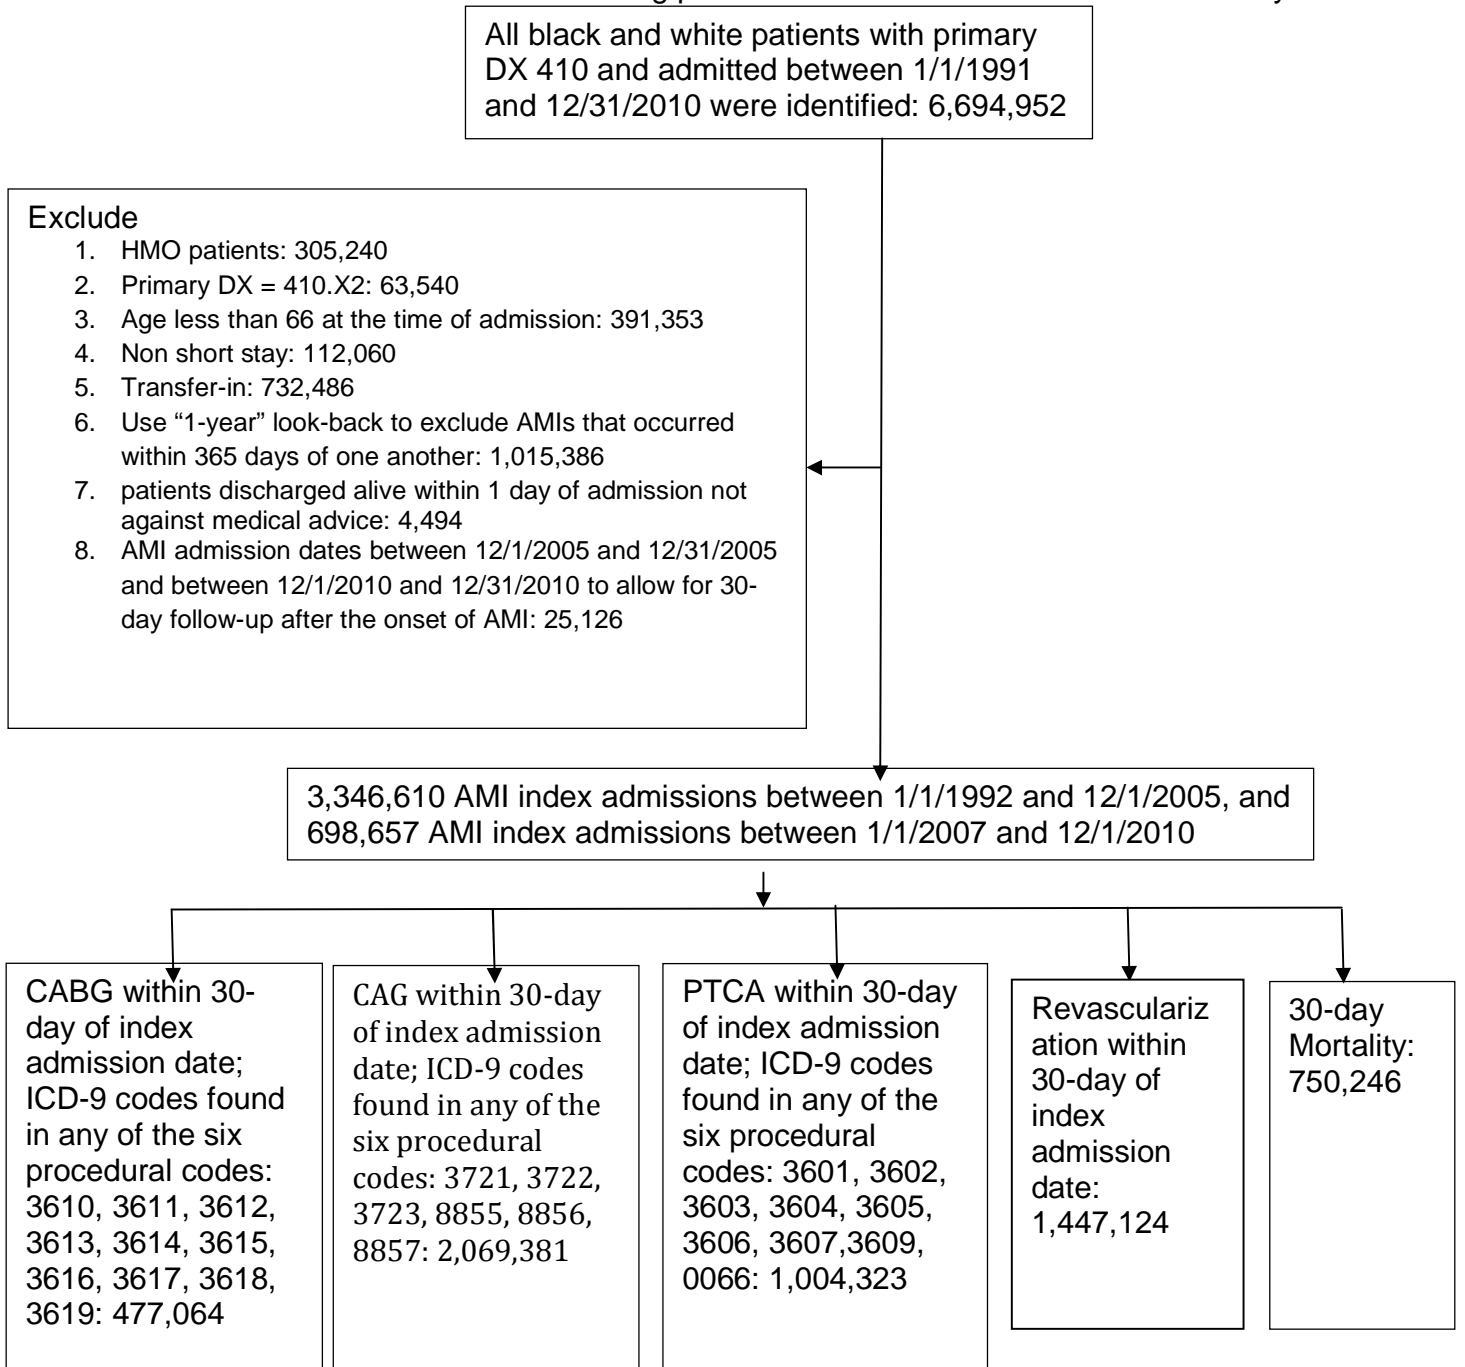 All black and white patients with primary
DX 410 and admitted between 1/1/1991
and 12/31/2010 were identified: 6,694,952
Exclude
1. HMO patients: 305,240
2. Primary DX = 410.X2: 63,540
3. Age less than 66 at the time of admission: 391,353
4. Non short stay: 112,060
5. Transfer-in: 732,486
6. Use “1-year” look-back to exclude AMIs that occurred
within 365 days of one another: 1,015,386
7. patients discharged alive within 1 day of admission not
against medical advice: 4,494
8. AMI admission dates between 12/1/2005 and 12/31/2005
and between 12/1/2010 and 12/31/2010 to allow for 30-
day follow-up after the onset of AMI: 25,126
3,346,610 AMI index admissions between 1/1/1992 and 12/1/2005, and
698,657 AMI index admissions between 1/1/2007 and 12/1/2010
CABG within 30-
day of index
admission date;
ICD-9 codes found
in any of the six
procedural codes:
3610, 3611, 3612,
3613, 3614, 3615,
3616, 3617, 3618,
3619: 477,064
CAG within 30-day
of index admission
date; ICD-9 codes
found in any of the
six procedural
codes: 3721, 3722,
3723, 8855, 8856,
8857: 2,069,381
PTCA within 30-day
of index admission
date; ICD-9 codes
found in any of the
six procedural
codes: 3601, 3602,
3603, 3604, 3605,
3606, 3607,3609,
0066: 1,004,323
Revasculariz
ation within
30-day of
index
admission
date:
1,447,124
30-day
Mortality:
750,246